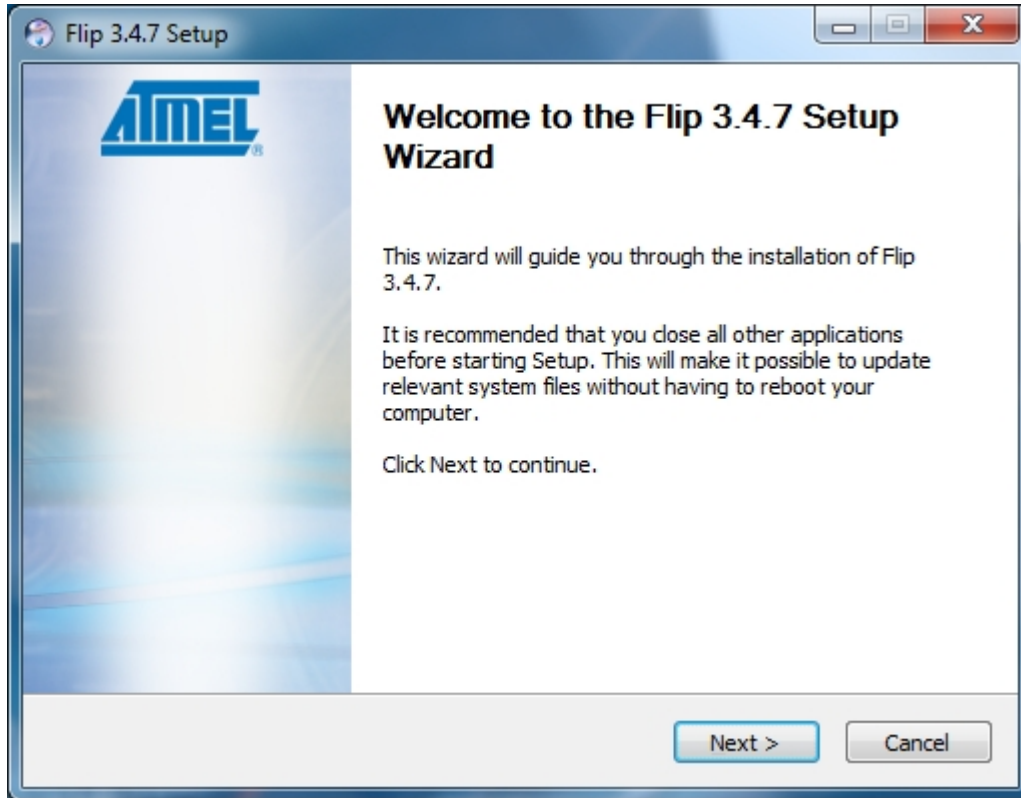 Flip 3.4.7 Setup
ATMEL
®
Welcome to the Flip 3.4.7 Setup
Wizard
This wizard will guide you through the installation of Flip
3.4.7.
It is recommended that you close all other applications
before starting Setup. This will make it possible to update
relevant system files without having to reboot your
computer.
Click Next to continue.
Next >
Cancel